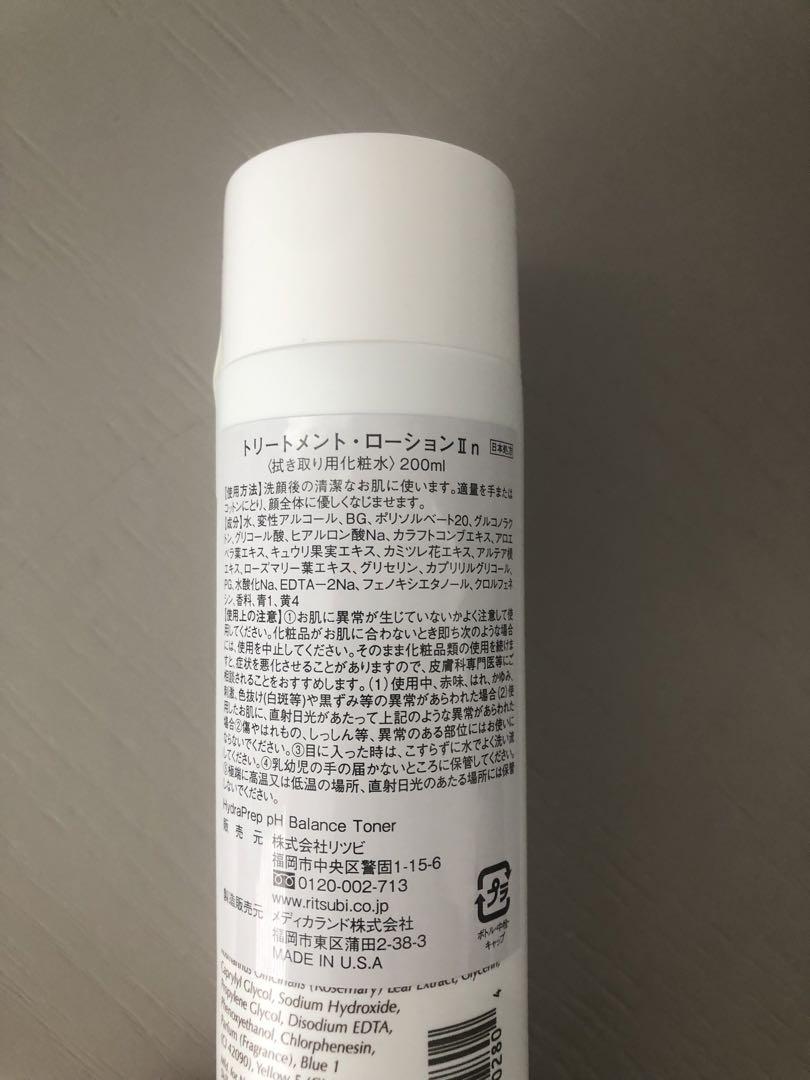 トリートメント・ローションⅡn 日本処方
〈拭き取り用化粧水〉200ml
【使用方法】洗顔後の清潔なお肌に使います。適量を手または
コットンにとり、顔全体に優しくなじませます。
【成分】水、変性アルコール、BG、ポリソルベート20、グルコノラク
トン、グリコール酸、ヒアルロン酸Na、カラフトコンブエキス、アロエ
ベラ葉エキス、キュウリ果実エキス、カミツレ花エキス、アルテア根
エキス、ローズマリー葉エキス、グリセリン、カプリリルグリコール、
PG、水酸化Na、EDTA－2Na、フェノキシエタノール、クロルフェネ
シン、香料、青1、黄4
【使用上の注意】①お肌に異常が生じていないかよく注意して使
用してください。化粧品がお肌に合わないとき即ち次のような場合
には、使用を中止してください。そのまま化粧品類の使用を続けま
すと、症状を悪化させることがありますので、皮膚科専門医等にご
相談されることをおすすめします。(1)使用中、赤味、はれ、かゆみ、
刺激、色抜け(白斑等)や黒ずみ等の異常があらわれた場合(2)使
用したお肌に、直射日光があたって上記のような異常があらわれた
場合②傷やはれもの、しっしん等、異常のある部位にはお使いに
ならないでください。③目に入った時は、こすらずに水でよく洗い流
してください。④乳幼児の手の届かないところに保管してください。
⑤極端に高温又は低温の場所、直射日光のあたる場所には保管
しないでください。
HydraPrep pH Balance Toner
販売元 株式会社リツビ
福岡市中央区警固1-15-6
0120-002-713
www.ritsubi.co.jp
製造販売元 メディカランド株式会社
福岡市東区蒲田2-38-3
MADE IN U.S.A
プラ
ボトル・中栓・
キャップ
Officinalis (Rosemary) Leaf Extract, Glycerin,
Caprylyl Glycol, Sodium Hydroxide,
Propylene Glycol, Disodium EDTA,
Phenoxyethanol, Chlorphenesin,
Parfum (Fragrance), Blue 1
(CI 42090), Yellow 5
00280 4